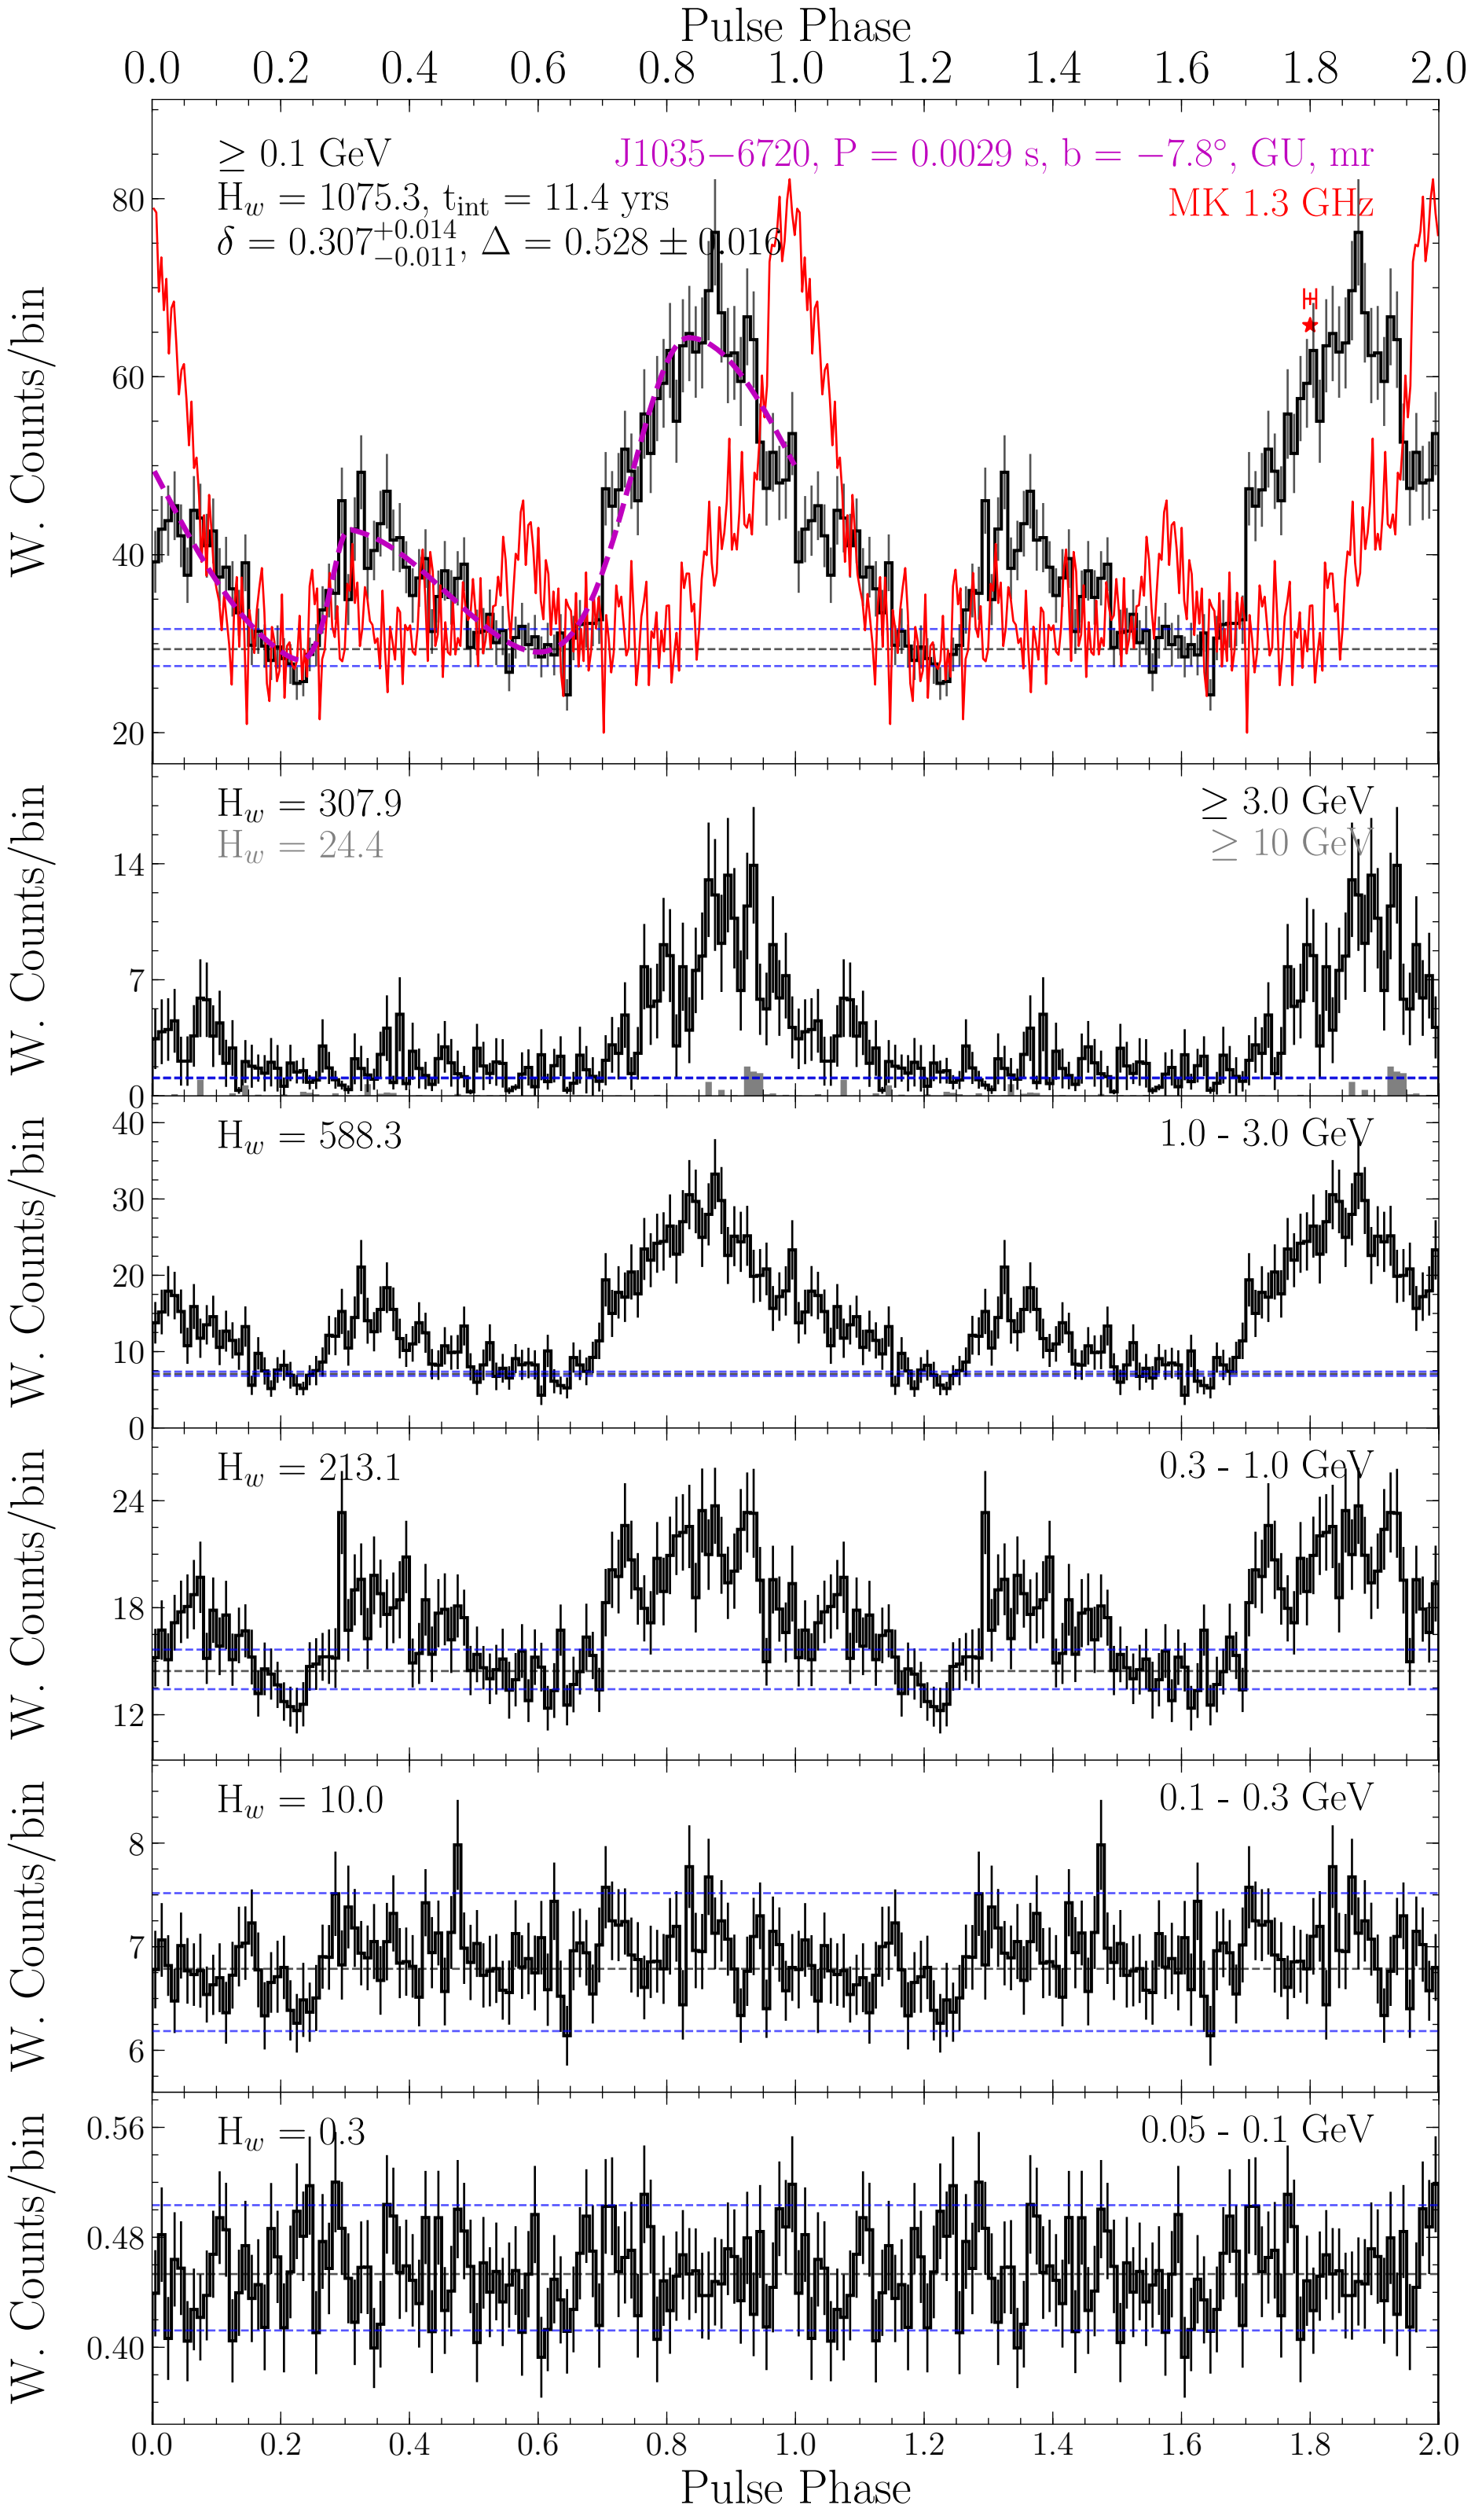 Pulse Phase
0.0 0.2 0.4 0.6 0.8 1.0 1.2 1.4 1.6 1.8 2.0
≥ 0.1 GeV
J1035−6720, P = 0.0029 s, b = −7.8°, GU, mr
H_w = 1075.3, t_int = 11.4 yrs
MK 1.3 GHz
δ = 0.307^{+0.014}_{−0.011}, Δ = 0.528 ± 0.016
80
60
40
20
W. Counts/bin
H_w = 307.9
≥ 3.0 GeV
H_w = 24.4
≥ 10 GeV
14
7
0
W. Counts/bin
H_w = 588.3
1.0 - 3.0 GeV
40
30
20
10
0
W. Counts/bin
H_w = 213.1
0.3 - 1.0 GeV
24
18
12
W. Counts/bin
H_w = 10.0
0.1 - 0.3 GeV
8
7
6
W. Counts/bin
H_w = 0.3
0.05 - 0.1 GeV
0.56
0.48
0.40
W. Counts/bin
0.0 0.2 0.4 0.6 0.8 1.0 1.2 1.4 1.6 1.8 2.0
Pulse Phase